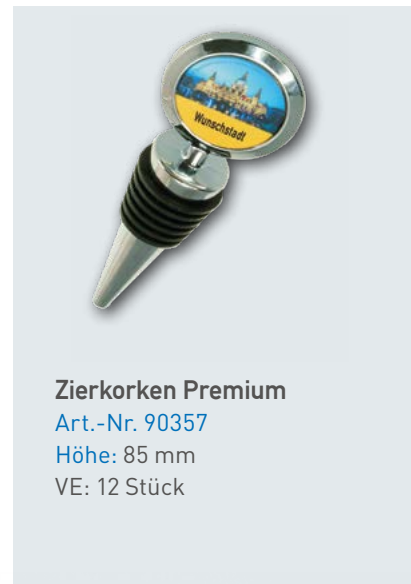 Wunschstadt
Zierkorken Premium
Art.-Nr. 90357
Höhe: 85 mm
VE: 12 Stück